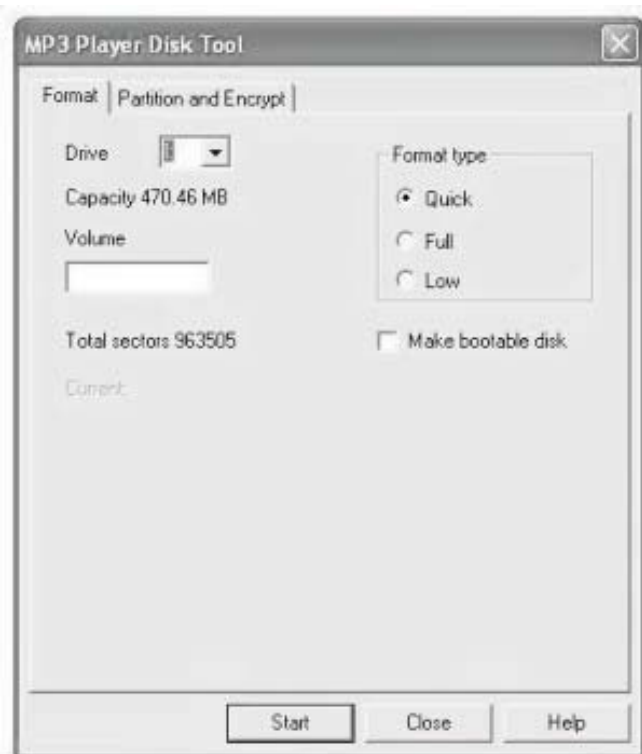 MP3 Player Disk Tool
Format Partition and Encrypt
Drive
Format type
Capacity 470.46 MB
Quick
Volume
Full
Low
Total sectors 963505
Make bootable disk
Current:
Start Close Help